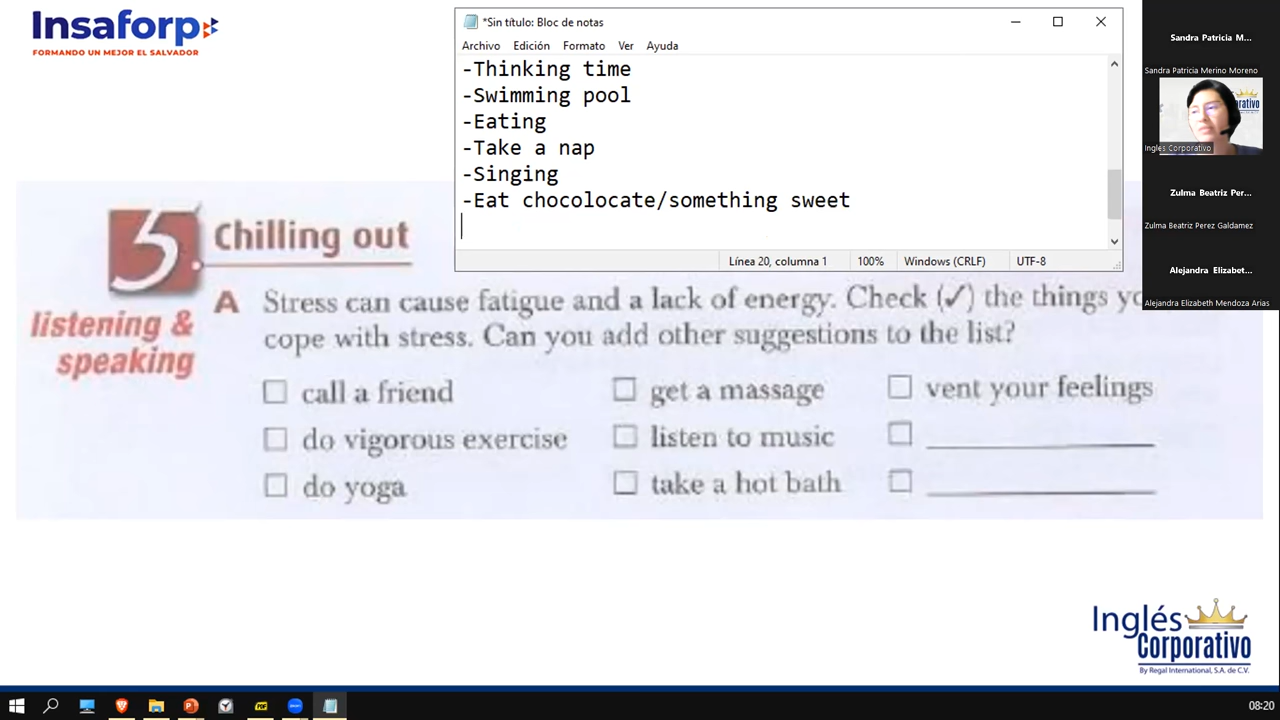 Insaforp
FORMANDO UN MEJOR EL SALVADOR
*Sin título: Bloc de notas
Archivo Edición Formato Ver Ayuda
-Thinking time
-Swimming pool
-Eating
-Take a nap
-Singing
-Eat chocolocate/something sweet
Línea 20, columna 1 100% Windows (CRLF) UTF-8
Sandra Patricia M...
Sandra Patricia Merino Moreno
Inglés Corporativo
Zulma Beatriz Per...
Zulma Beatriz Perez Galdamez
Alejandra Elizabet...
Alejandra Elizabeth Mendoza Arias
5 Chilling out
listening &
speaking
A Stress can cause fatigue and a lack of energy. Check (✓) the things
cope with stress. Can you add other suggestions to the list?
call a friend
do vigorous exercise
do yoga
get a massage
listen to music
take a hot bath
vent your feelings
Inglés
Corporativo
By Regal International, S.A. de C.V.
08:20